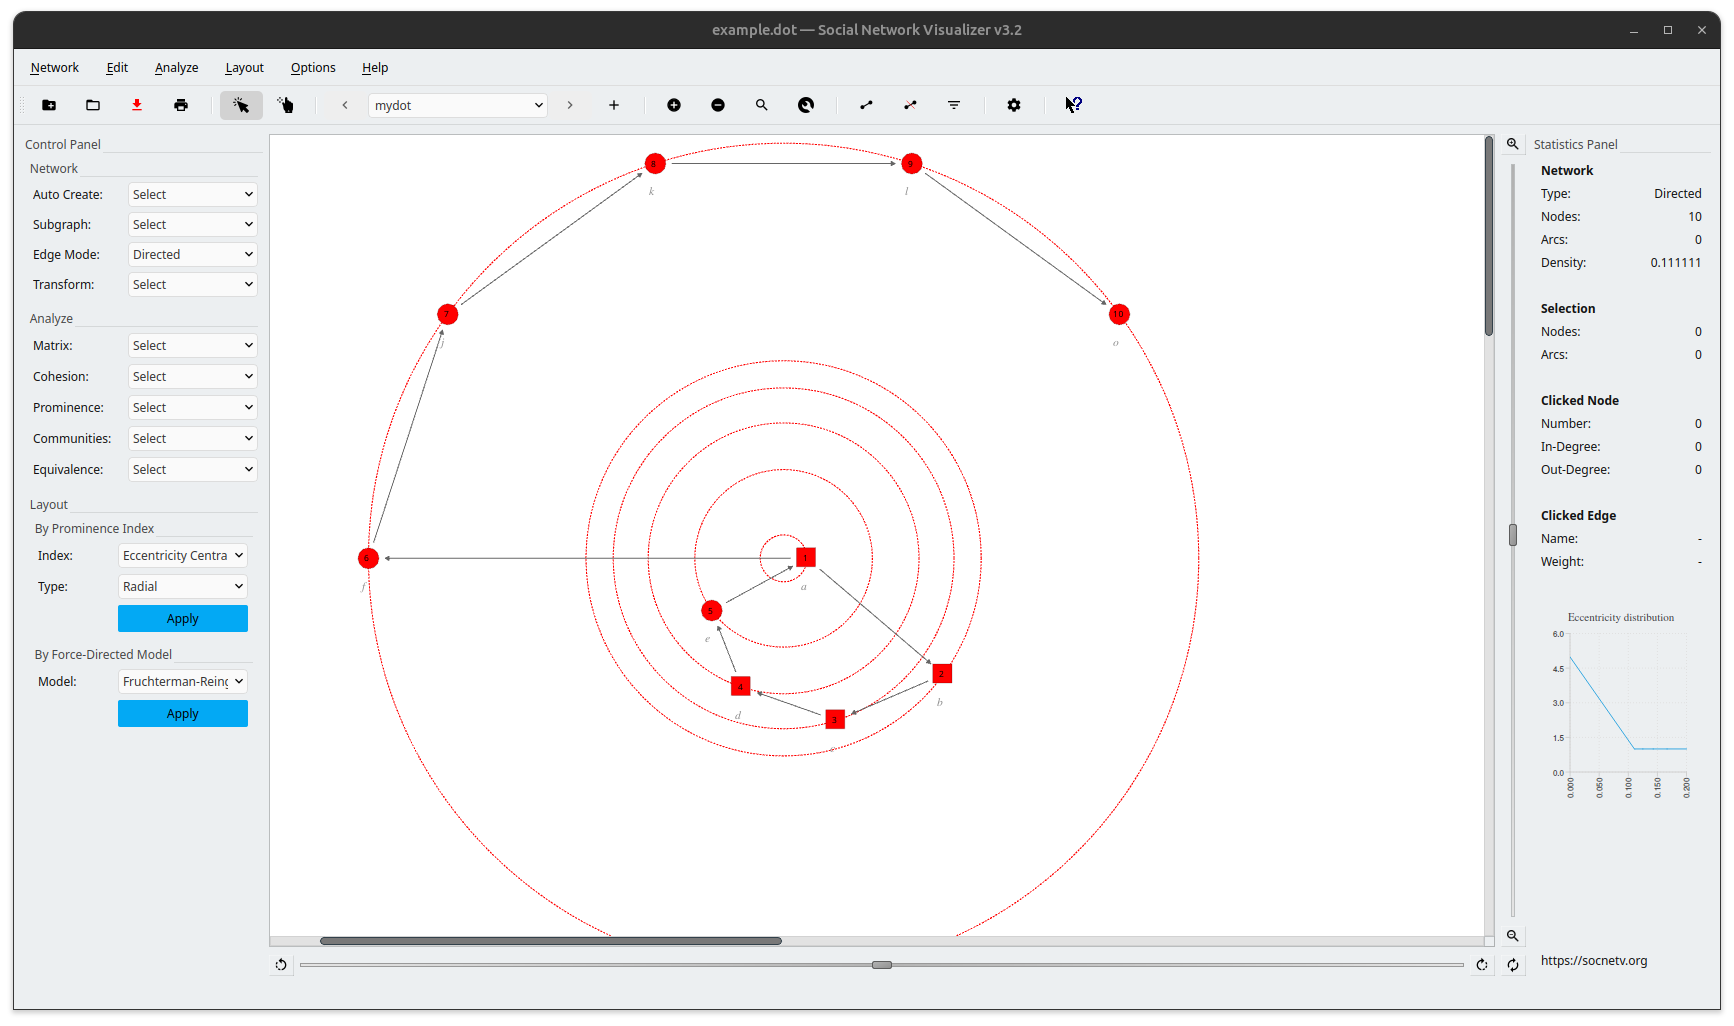 example.dot — Social Network Visualizer v3.2
Network Edit Analyze Layout Options Help
mydot
Control Panel
Network
Auto Create: Select
Subgraph: Select
Edge Mode: Directed
Transform: Select
Analyze
Matrix: Select
Cohesion: Select
Prominence: Select
Communities: Select
Equivalence: Select
Layout
By Prominence Index
Index: Eccentricity Centra
Type: Radial
Apply
By Force-Directed Model
Model: Fruchterman-Reing
Apply
8
k
9
l
7
j
10
o
6
f
1
a
5
e
4
d
3
c
2
b
Statistics Panel
Network
Type: Directed
Nodes: 10
Arcs: 0
Density: 0.111111
Selection
Nodes: 0
Arcs: 0
Clicked Node
Number: 0
In-Degree: 0
Out-Degree: 0
Clicked Edge
Name: -
Weight: -
Eccentricity distribution
6.0
4.5
3.0
1.5
0.0
0.000 0.050 0.100 0.150 0.200
https://socnetv.org